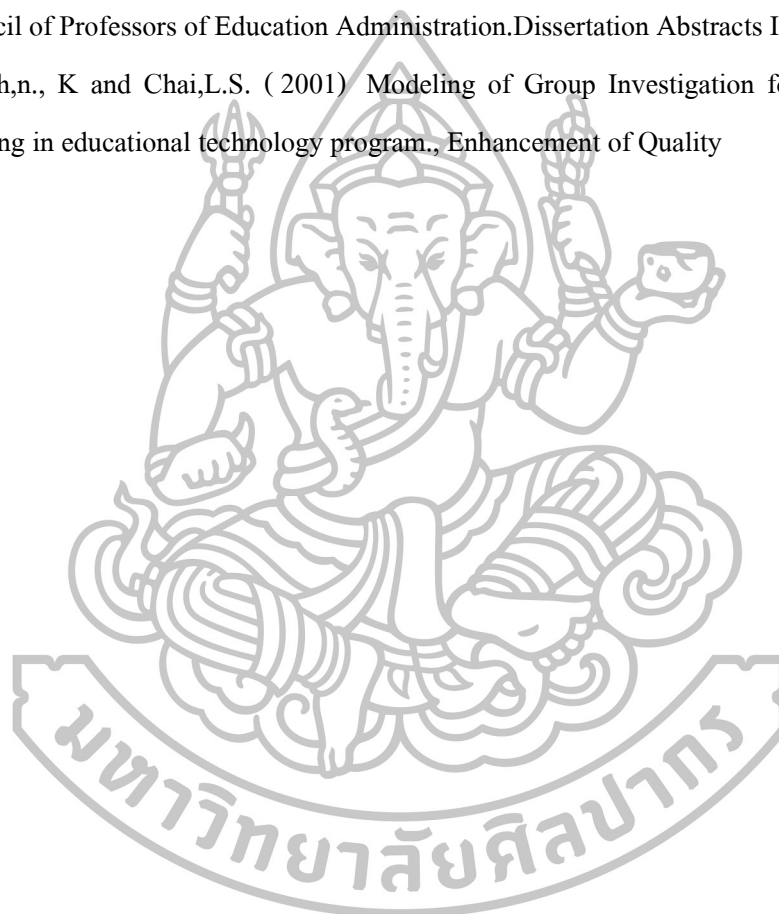 cil of Professors of Education Administration.Dissertation Abstracts I
h,n., K and Chai,L.S. ( 2001) Modeling of Group Investigation fo
ng in educational technology program., Enhancement of Quality
มหาวิทยาลัยศิลปากร